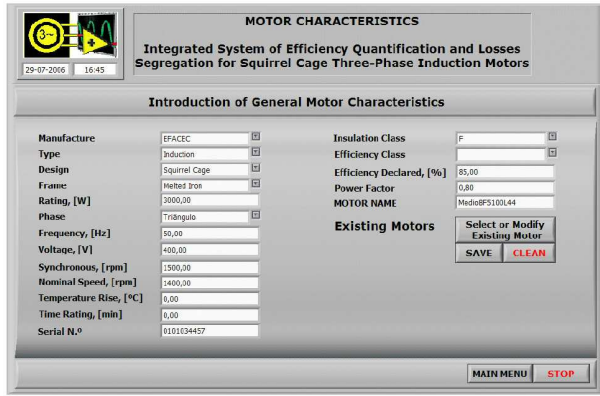 MOTOR CHARACTERISTICS
3~
+
Integrated System of Efficiency Quantification and Losses
Segregation for Squirrel Cage Three-Phase Induction Motors
29-07-2006 16:45
Introduction of General Motor Characteristics
Manufacture EFACEC
Type Induction
Design Squirrel Cage
Frame Melted Iron
Rating, [W] 3000,00
Phase Triângulo
Frequency, [Hz] 50,00
Voltage, [V] 400,00
Synchronous, [rpm] 1500,00
Nominal Speed, [rpm] 1400,00
Temperature Rise, [ºC] 0,00
Time Rating, [min] 0,00
Serial N.º 0101034457
Insulation Class F
Efficiency Class
Efficiency Declared, [%] 85,00
Power Factor 0,80
MOTOR NAME MedioBF5100L44
Existing Motors
Select or Modify
Existing Motor
SAVE CLEAN
MAIN MENU STOP